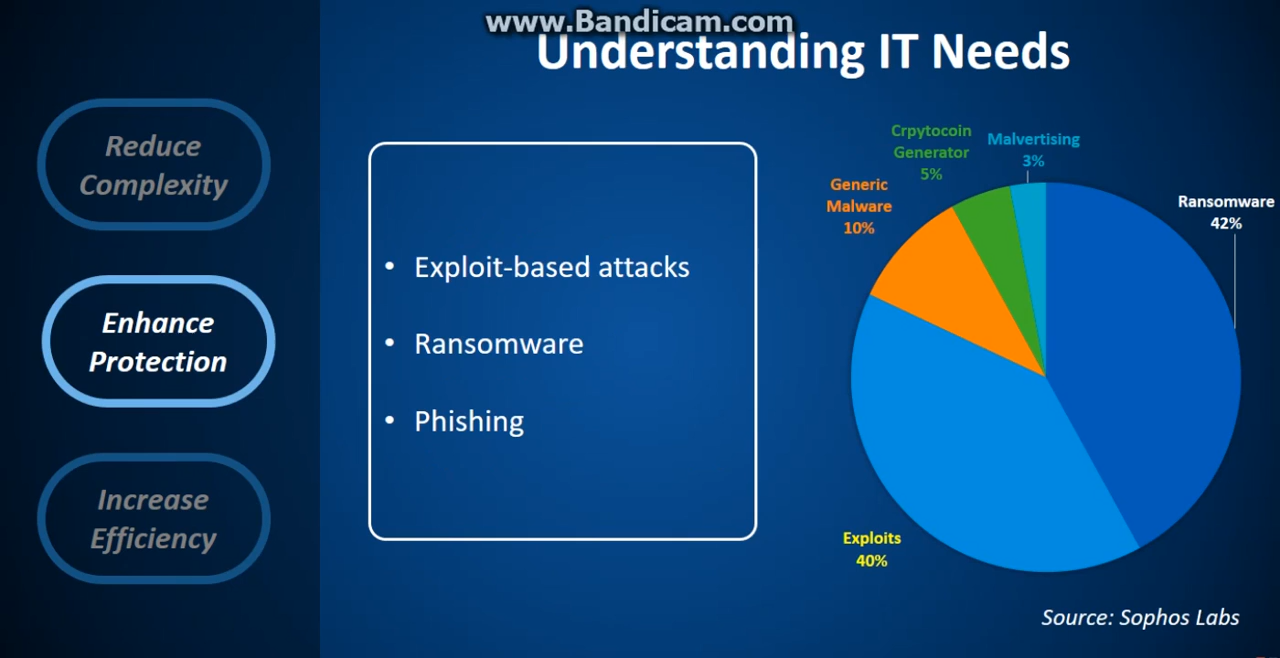 www.Bandicam.com
Understanding IT Needs
Reduce
Complexity
Enhance
Protection
Increase
Efficiency
• Exploit-based attacks
• Ransomware
• Phishing
Crpytocoin
Generator
5%
Malvertising
3%
Generic
Malware
10%
Ransomware
42%
Exploits
40%
Source: Sophos Labs